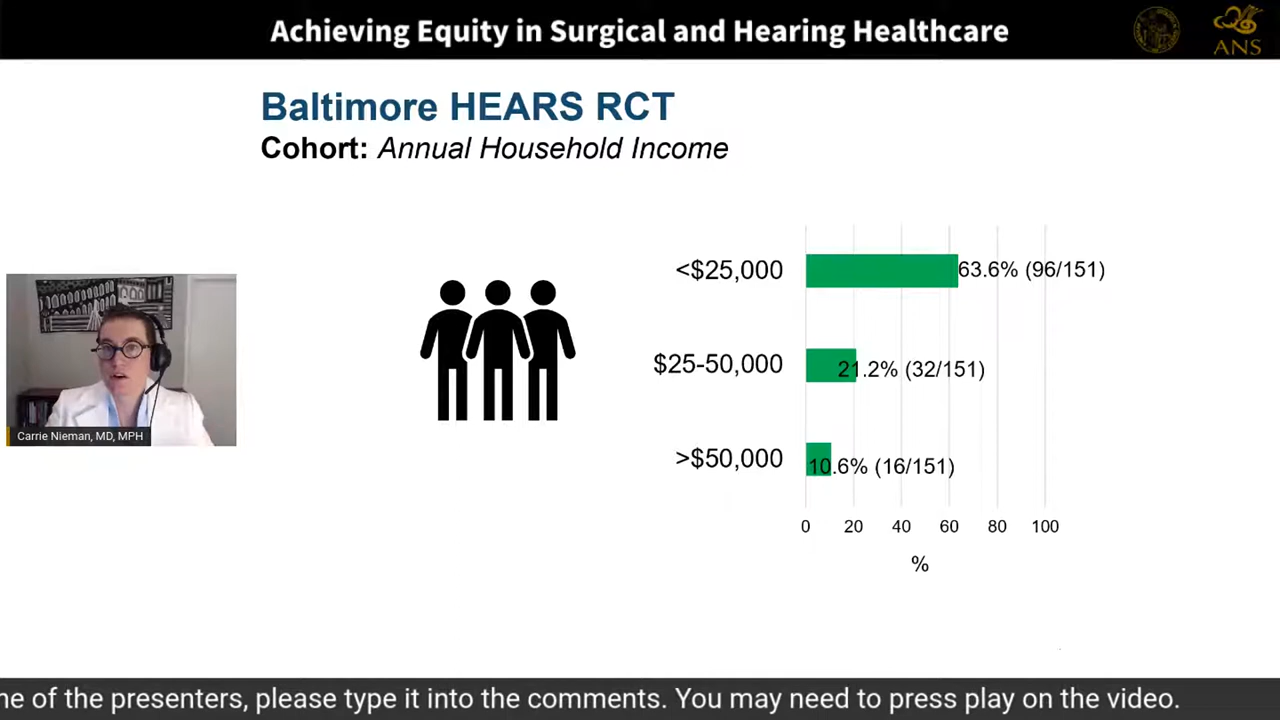 Achieving Equity in Surgical and Hearing Healthcare
ANS
Baltimore HEARS RCT
Cohort: Annual Household Income
<$25,000
63.6% (96/151)
$25-50,000
21.2% (32/151)
>$50,000
10.6% (16/151)
0 20 40 60 80 100
%
Carrie Nieman, MD, MPH
ne of the presenters, please type it into the comments. You may need to press play on the video.